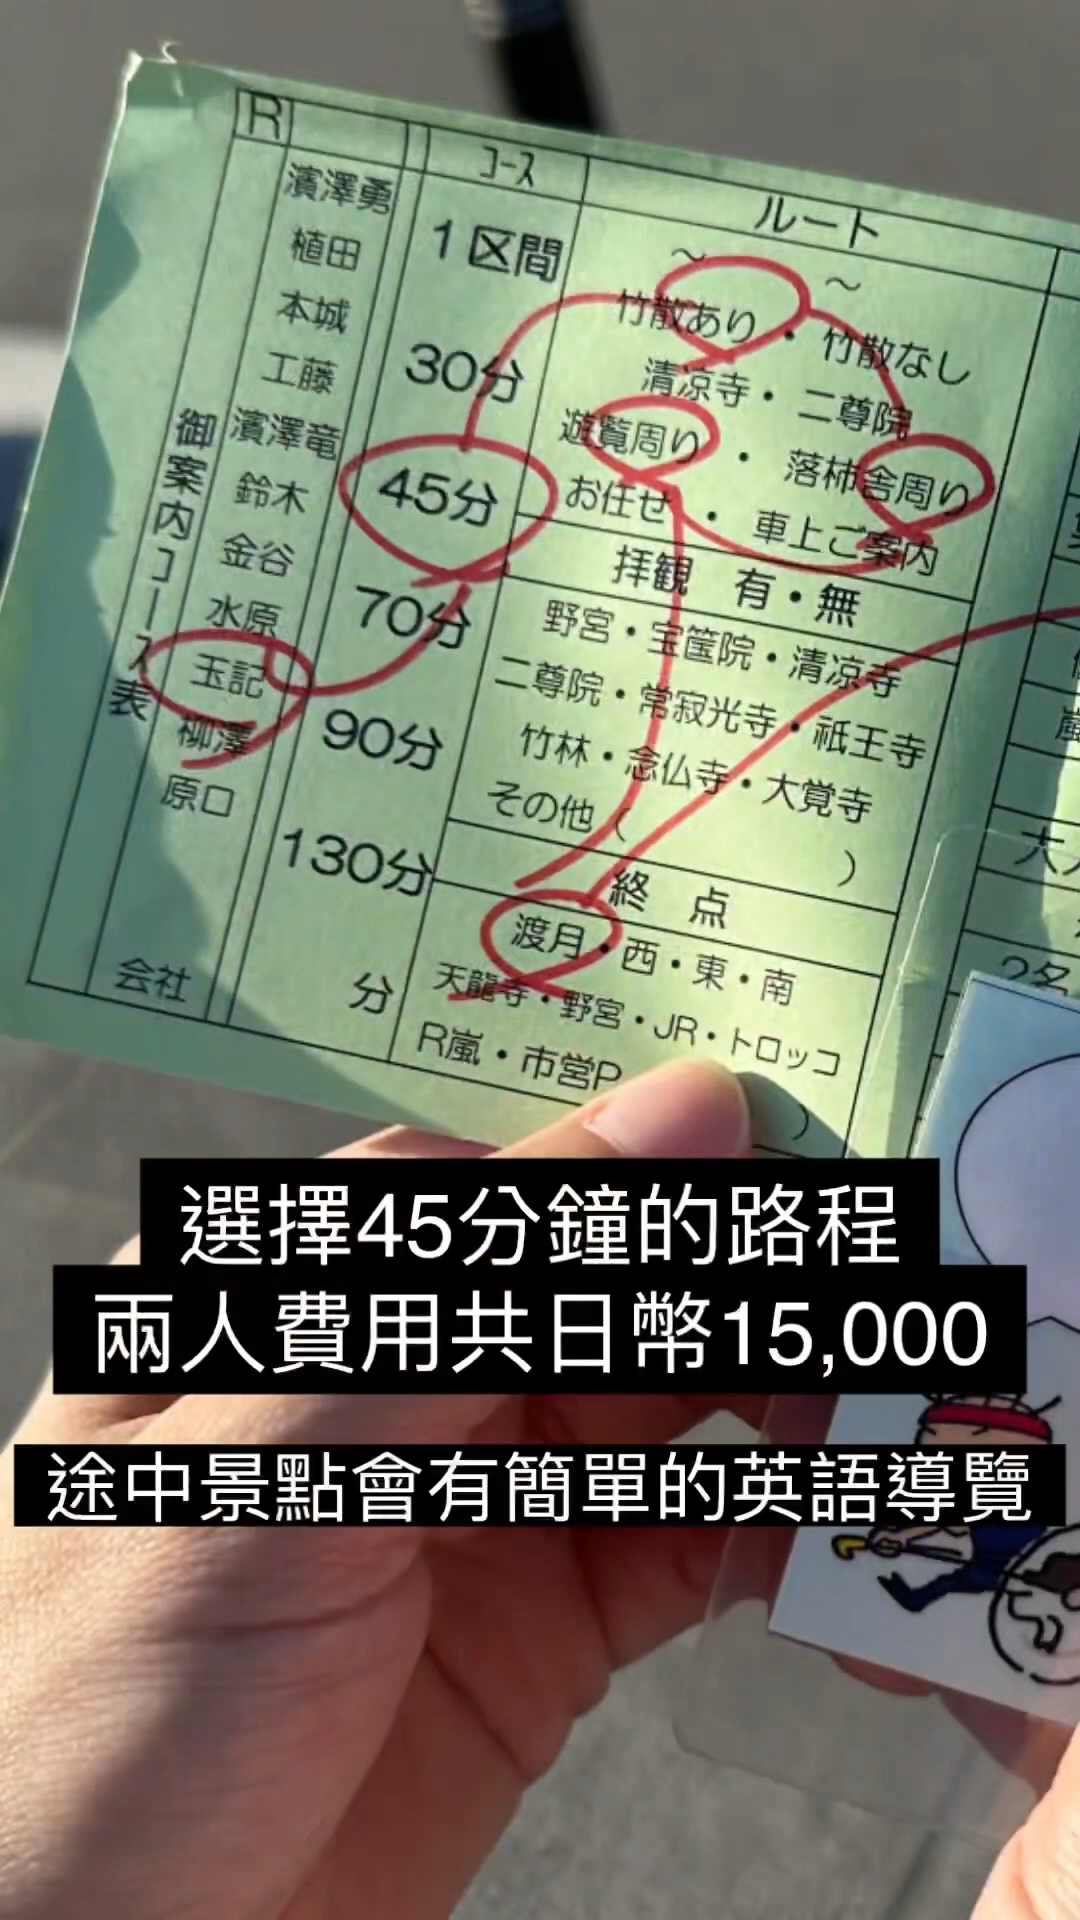 R
コース
ルート
濱澤勇
植田
本城
工藤
濱澤竜
鈴木
金谷
水原
玉記
柳澤
原口
会社
御案内コース表
1区間
30分
45分
70分
90分
130分
分
～ ～
竹散あり・竹散なし
清凉寺・二尊院
遊覧周り・落柿舎周り
お任せ・車上ご案内
拝観 有・無
野宮・宝筐院・清凉寺
二尊院・常寂光寺・祇王寺
竹林・念仏寺・大覚寺
その他( )
終点
渡月・西・東・南
天龍寺・野宮・JR・トロッコ
R嵐・市営P
)
嵐
大人
2名
選擇45分鐘的路程
兩人費用共日幣15,000
途中景點會有簡單的英語導覽